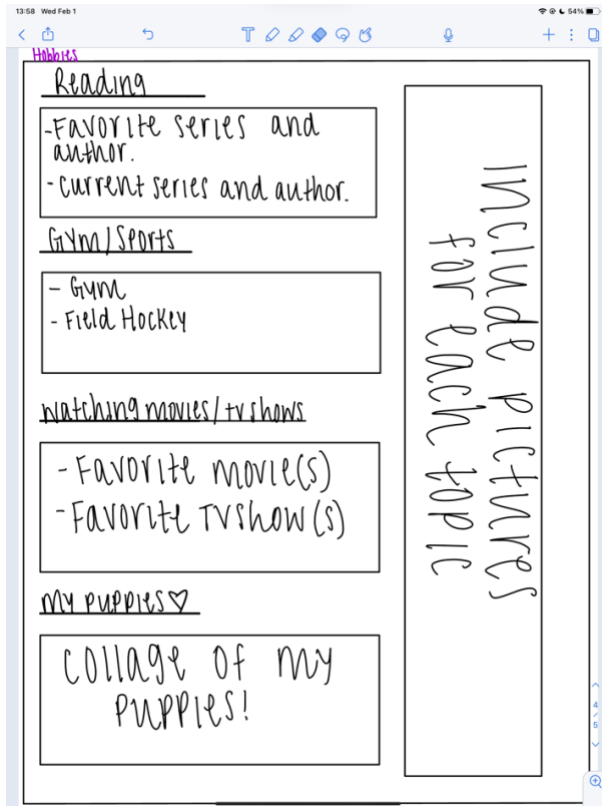 13:58 Wed Feb 1
54%
T
Hobbies
Reading
-Favorite series and
author.
- Current series and author.
Gym/Sports
- Gym
- Field Hockey
Watching movies/tv shows
- Favorite movie(s)
- Favorite TV show(s)
My puppies♡
Collage of my
puppies!
Include pictures
for each topic
4
/
5